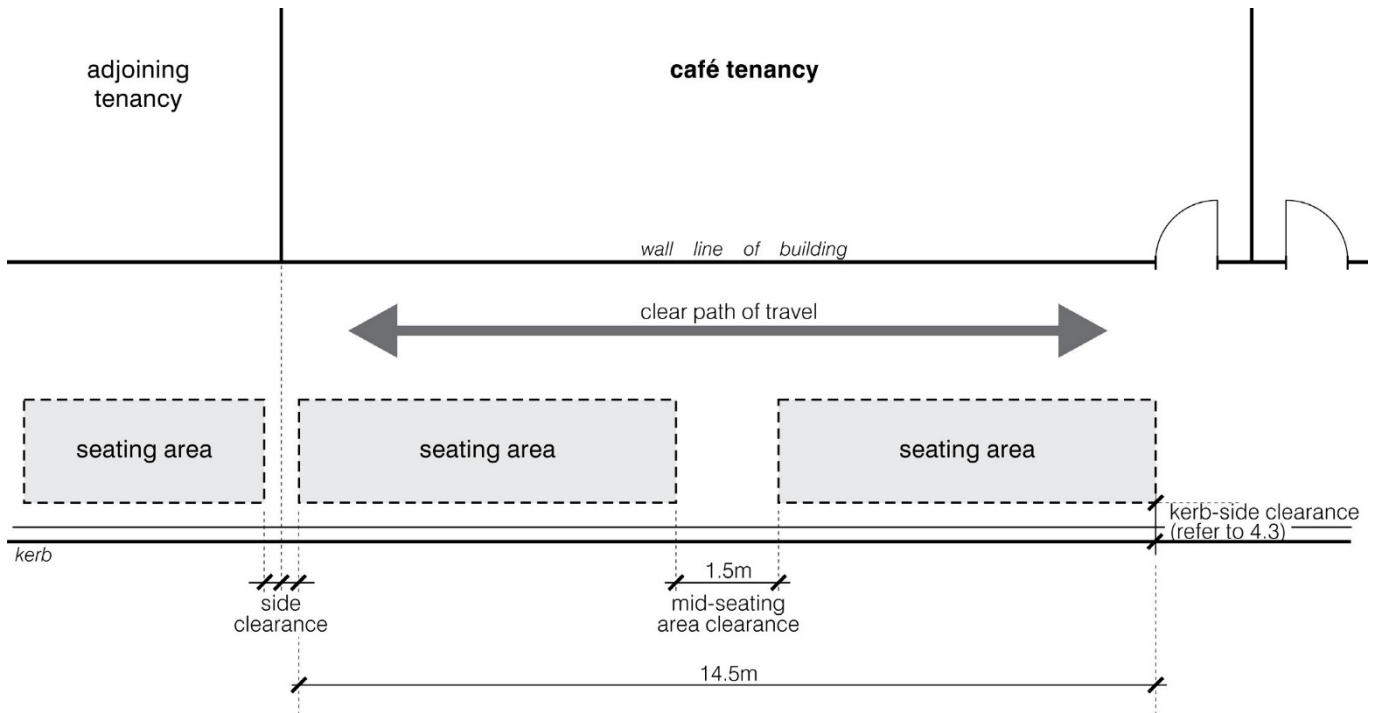 adjoining
tenancy
café tenancy
wall line of building
clear path of travel
seating area
seating area
seating area
kerb-side clearance
(refer to 4.3)
kerb
side
clearance
1.5m
mid-seating
area clearance
14.5m